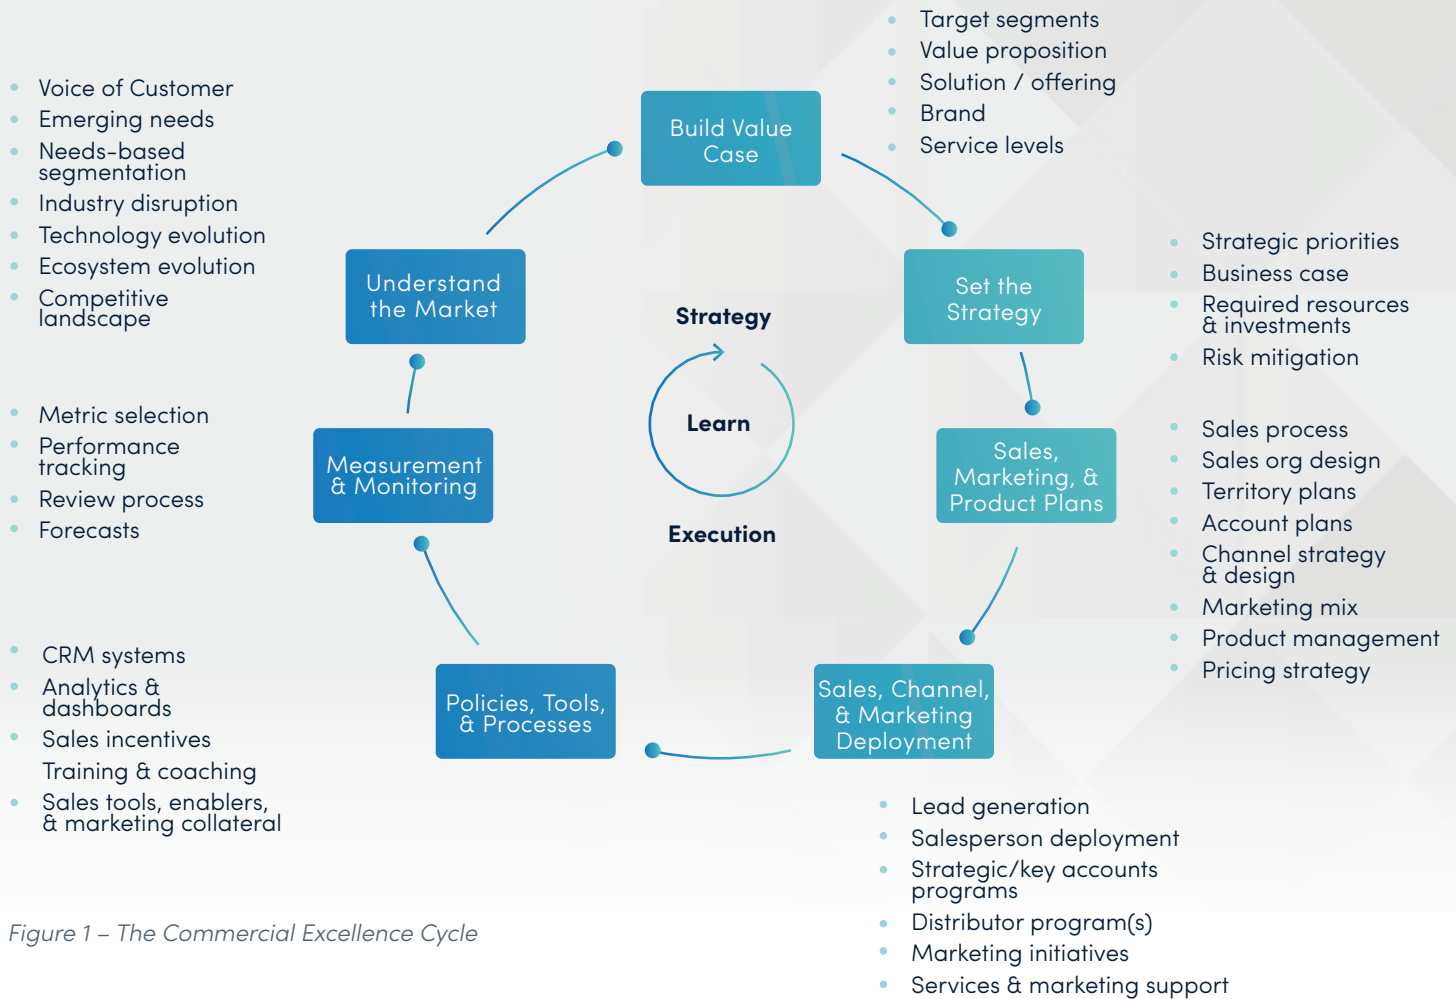 Target segments
Value proposition
Solution / offering
Brand
Service levels
Voice of Customer
Emerging needs
Needs-based
segmentation
Industry disruption
Technology evolution
Ecosystem evolution
Competitive
landscape
Build Value
Case
Understand
the Market
Set the
Strategy
Strategic priorities
Business case
Required resources
& investments
Risk mitigation
Strategy
Learn
Execution
Metric selection
Performance
tracking
Review process
Forecasts
Measurement
& Monitoring
Sales,
Marketing, &
Product Plans
Sales process
Sales org design
Territory plans
Account plans
Channel strategy
& design
Marketing mix
Product management
Pricing strategy
CRM systems
Analytics &
dashboards
Sales incentives
Training & coaching
Sales tools, enablers,
& marketing collateral
Policies, Tools,
& Processes
Sales, Channel,
& Marketing
Deployment
Lead generation
Salesperson deployment
Strategic/key accounts
programs
Distributor program(s)
Marketing initiatives
Services & marketing support
Figure 1 – The Commercial Excellence Cycle